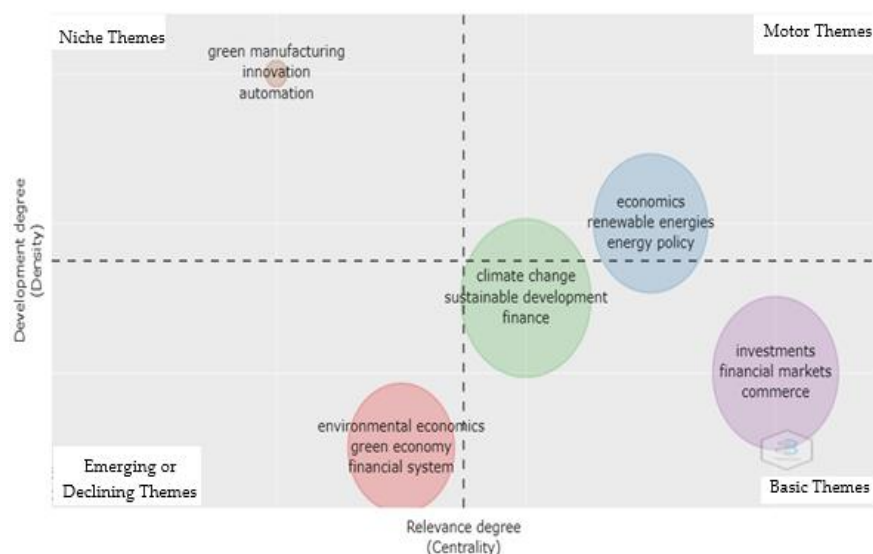 Niche Themes
Motor Themes
green manufacturing
innovation
automation
economics
renewable energies
energy policy
climate change
sustainable development
finance
investments
financial markets
commerce
environmental economics
green economy
financial system
Emerging or
Declining Themes
Basic Themes
Development degree
(Density)
Relevance degree
(Centrality)